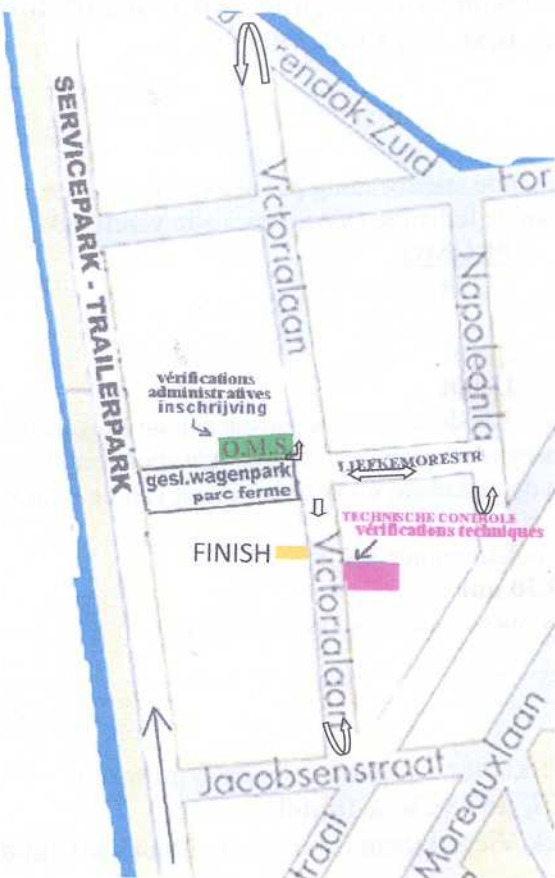 rendok-Zuid
For
SERVICEPARK - TRAILERPARK
Victorialaan
Napoleonla
vérifications
administratives
inschrijving
O.M.S.
gesl.wagenpark
parc ferme
LIEFKEMORESTR
TECHNISCHE CONTROLE
vérifications techniques
FINISH
Victorialaan
Jacobsenstraat
traat
Moreauxlaan